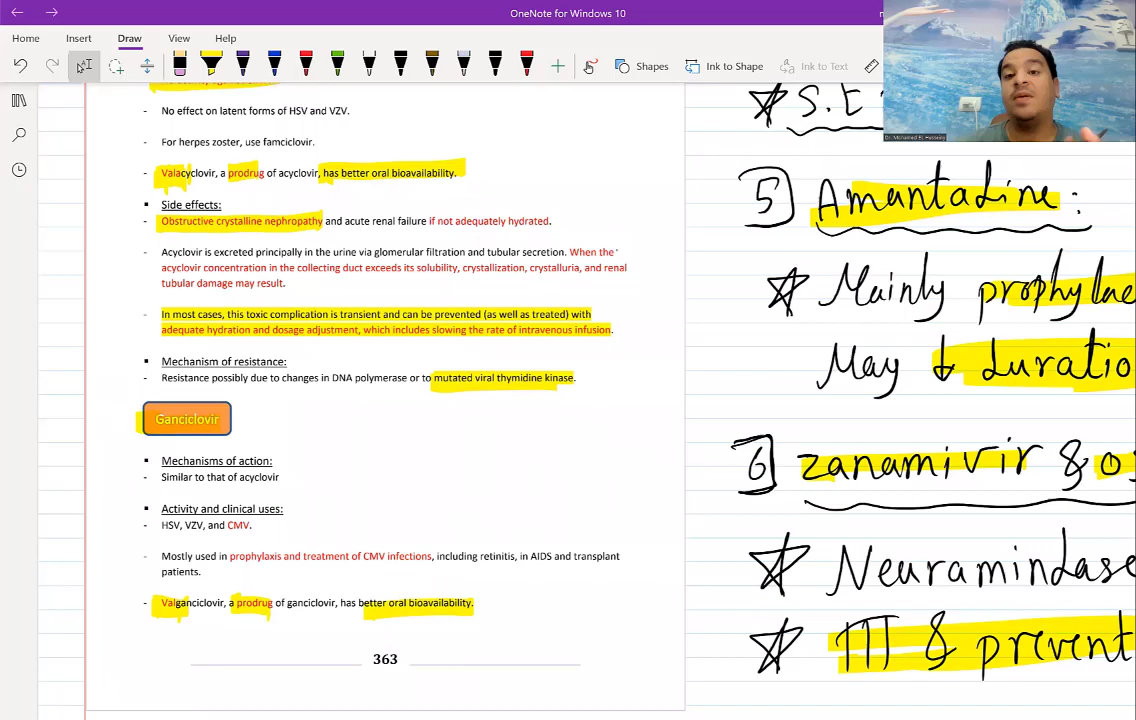 OneNote for Windows 10
Home Insert Draw View Help
Shapes Ink to Shape Ink to Text
Dr. Mohamed EL Hussiny
- No effect on latent forms of HSV and VZV.
- For herpes zoster, use famciclovir.
- Valacyclovir, a prodrug of acyclovir, has better oral bioavailability.
▪ Side effects:
- Obstructive crystalline nephropathy and acute renal failure if not adequately hydrated.
- Acyclovir is excreted principally in the urine via glomerular filtration and tubular secretion. When the
acyclovir concentration in the collecting duct exceeds its solubility, crystallization, crystalluria, and renal
tubular damage may result.
- In most cases, this toxic complication is transient and can be prevented (as well as treated) with
adequate hydration and dosage adjustment, which includes slowing the rate of intravenous infusion.
▪ Mechanism of resistance:
- Resistance possibly due to changes in DNA polymerase or to mutated viral thymidine kinase.
Ganciclovir
▪ Mechanisms of action:
- Similar to that of acyclovir
▪ Activity and clinical uses:
- HSV, VZV, and CMV.
- Mostly used in prophylaxis and treatment of CMV infections, including retinitis, in AIDS and transplant
patients.
- Valganciclovir, a prodrug of ganciclovir, has better oral bioavailability.
363
S.E
5 Amantadine:
Mainly prophylac
May ↓ duratio
6 zanamivir & os
Neuramindase
TTT & prevent